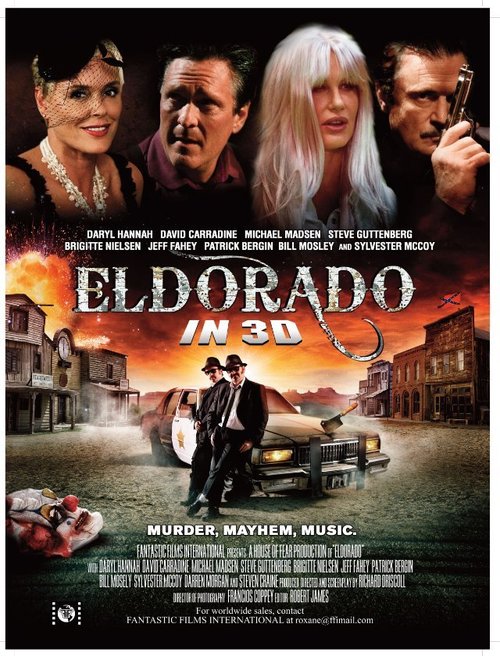 DARYL HANNAH DAVID CARRADINE MICHAEL MADSEN STEVE GUTTENBERG
BRIGITTE NIELSEN JEFF FAHEY PATRICK BERGIN BILL MOSLEY AND SYLVESTER MCCOY
ELDORADO
IN 3D
MURDER, MAYHEM, MUSIC.
FANTASTIC FILMS INTERNATIONAL PRESENTS A HOUSE OF FEAR PRODUCTION OF "ELDORADO"
WITH DARYL HANNAH DAVID CARRADINE MICHAEL MADSEN STEVE GUTTENBERG BRIGITTE NIELSEN JEFF FAHEY PATRICK BERGIN
BILL MOSELY SYLVESTER MCCOY DARREN MORGAN AND STEVEN CRAINE PRODUCED DIRECTED AND SCREENPLAY BY RICHARD DRISCOLL
DIRECTOR OF PHOTOGRAPHY FRANCIOS COPPEY EDITOR ROBERT JAMES
For worldwide sales, contact
FANTASTIC FILMS INTERNATIONAL at roxane@ffimail.com